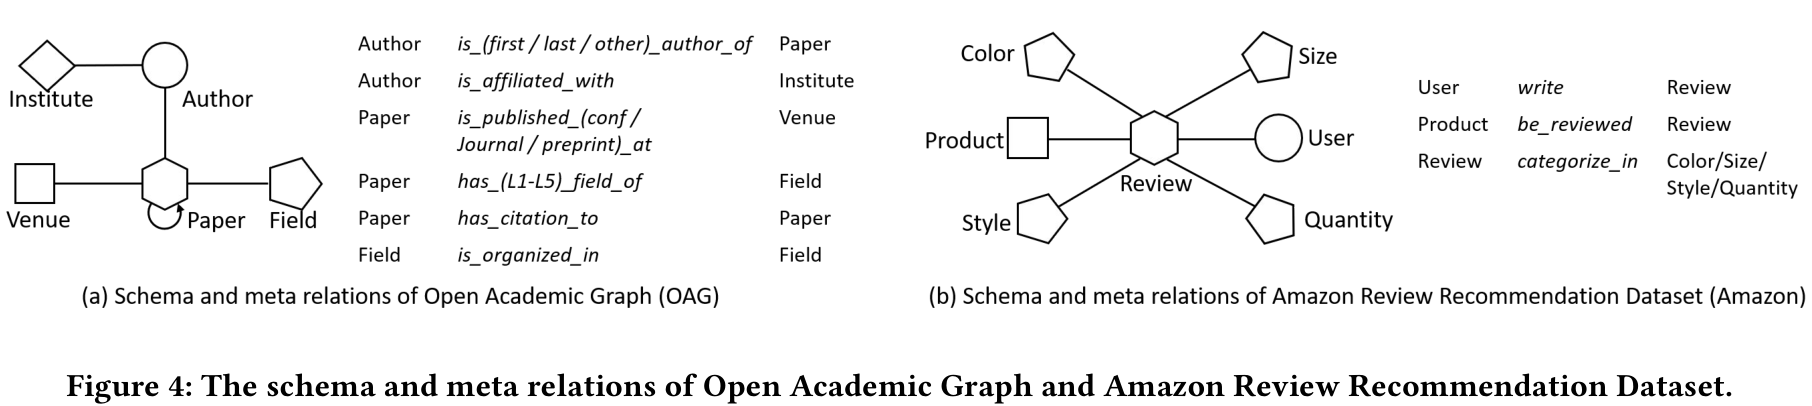 Institute
Author
Venue
Paper
Field
Author is_(first / last / other)_author_of Paper
Author is_affiliated_with Institute
Paper is_published_(conf / Venue
Journal / preprint)_at
Paper has_(L1-L5)_field_of Field
Paper has_citation_to Paper
Field is_organized_in Field
(a) Schema and meta relations of Open Academic Graph (OAG)
Color
Size
Product
User
Review
Style
Quantity
User write Review
Product be_reviewed Review
Review categorize_in Color/Size/
Style/Quantity
(b) Schema and meta relations of Amazon Review Recommendation Dataset (Amazon)
Figure 4: The schema and meta relations of Open Academic Graph and Amazon Review Recommendation Dataset.